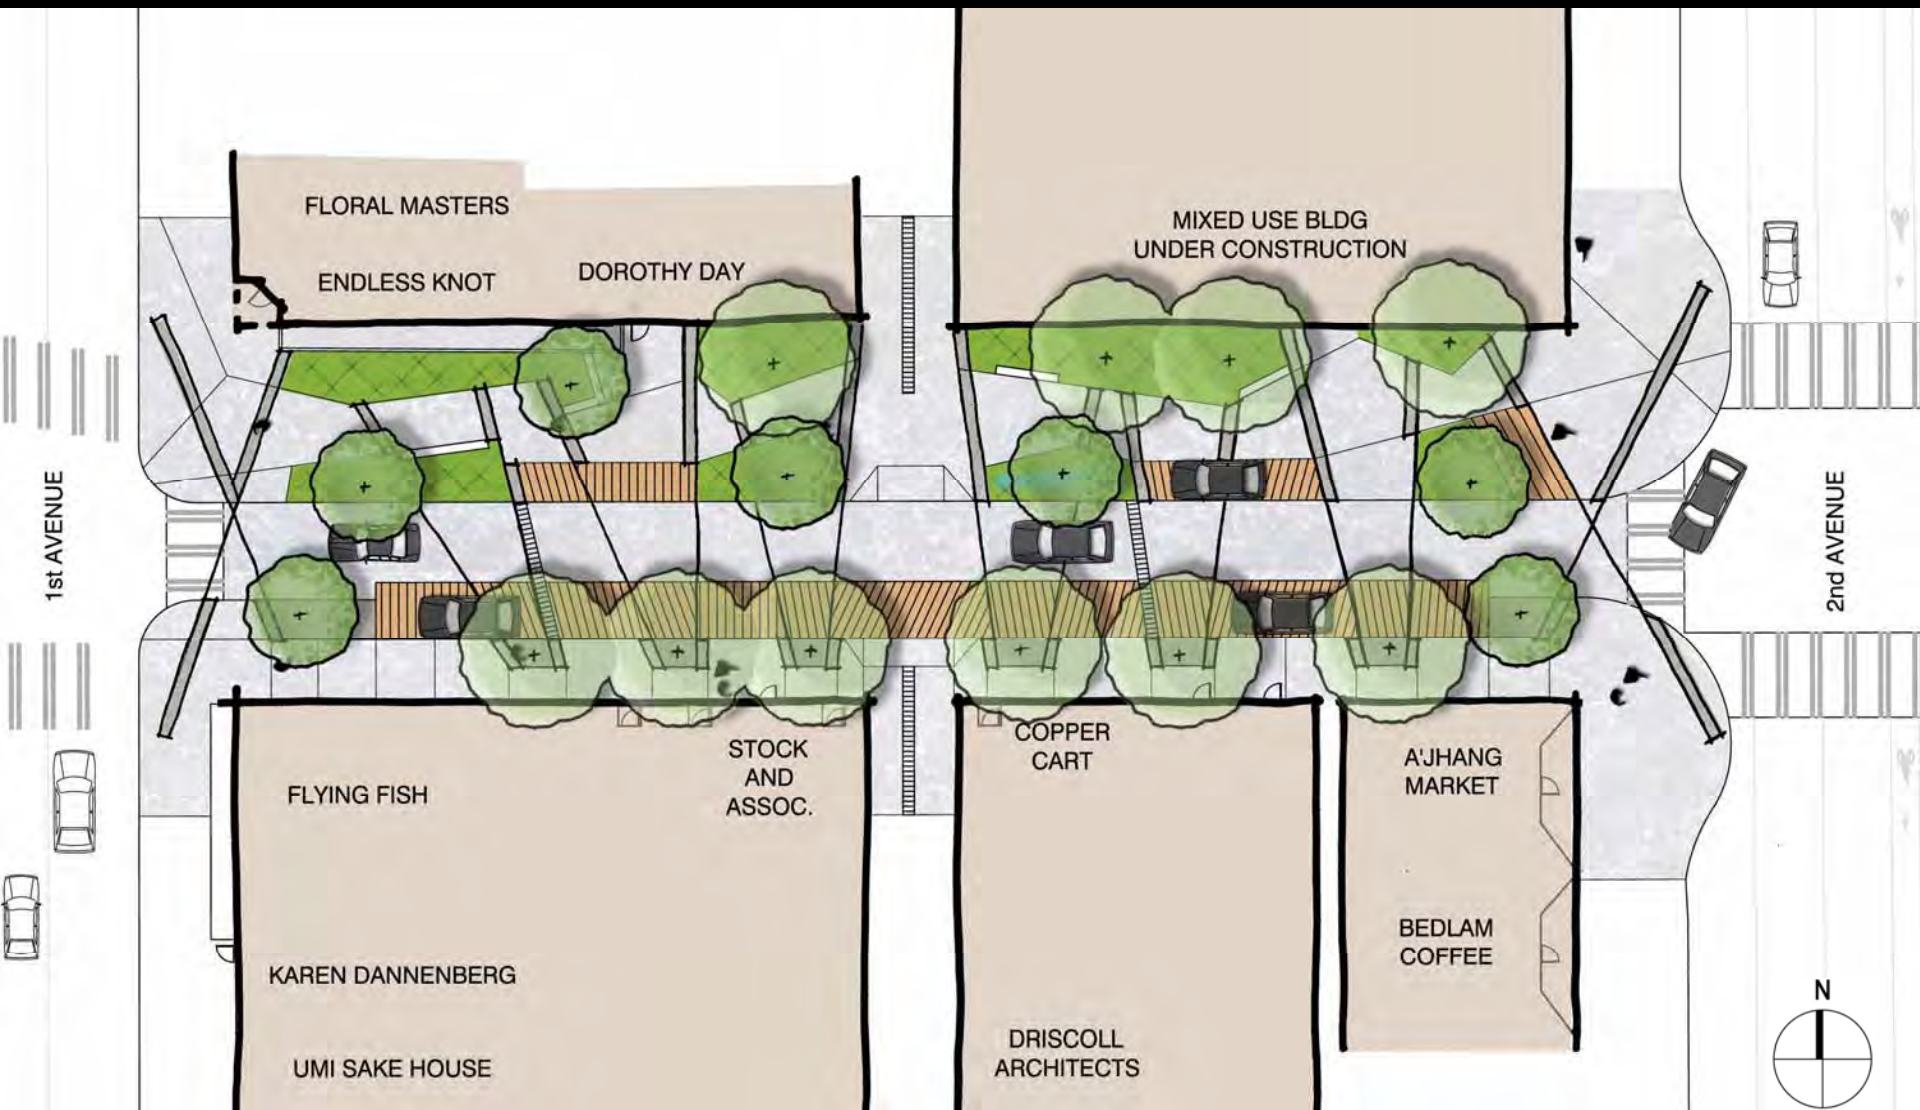 FLORAL MASTERS
ENDLESS KNOT
DOROTHY DAY
MIXED USE BLDG
UNDER CONSTRUCTION
1st AVENUE
2nd AVENUE
FLYING FISH
STOCK
AND
ASSOC.
COPPER
CART
A'JHANG
MARKET
KAREN DANNENBERG
BEDLAM
COFFEE
UMI SAKE HOUSE
DRISCOLL
ARCHITECTS
N